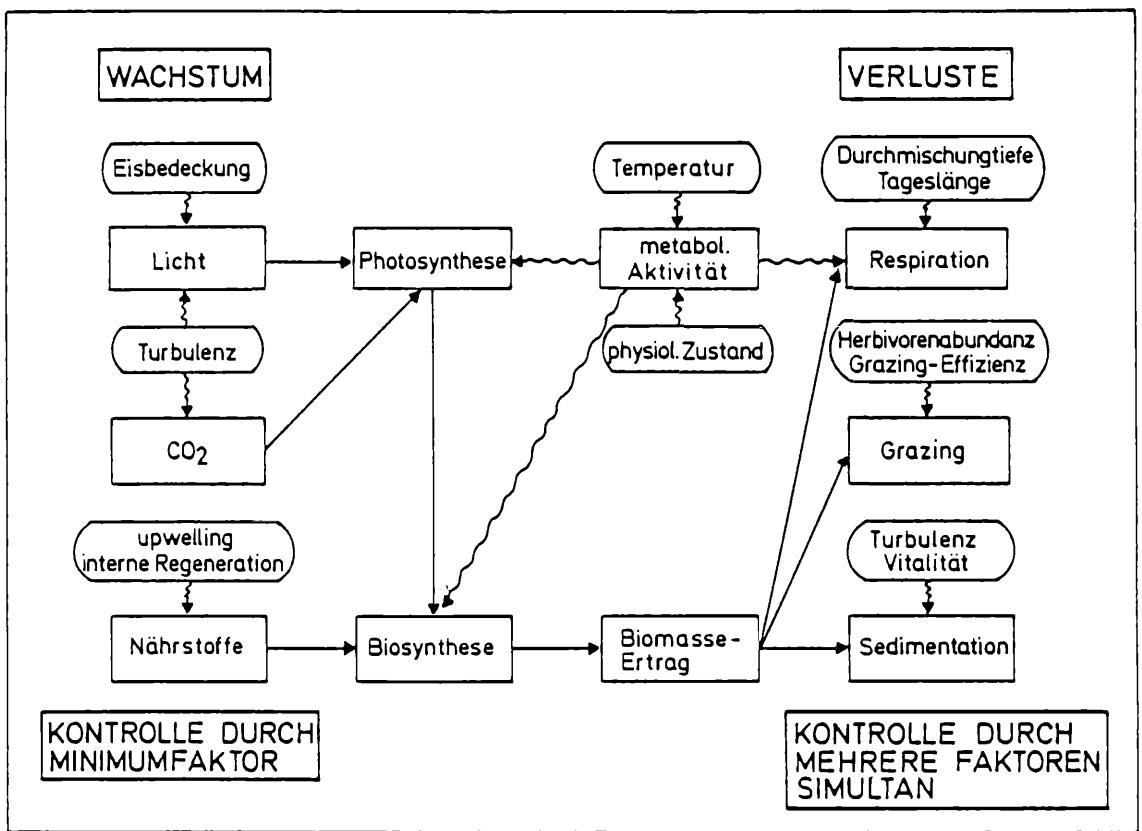 WACHSTUM
VERLUSTE
Eisbedeckung
Temperatur
Durchmischungtiefe
Tageslänge
Licht
Photosynthese
metabol.
Aktivität
Respiration
Turbulenz
physiol. Zustand
Herbivorenabundanz
Grazing-Effizienz
CO2
Grazing
upwelling
interne Regeneration
Turbulenz
Vitalität
Nährstoffe
Biosynthese
Biomasse-
Ertrag
Sedimentation
KONTROLLE DURCH
MINIMUMFAKTOR
KONTROLLE DURCH
MEHRERE FAKTOREN
SIMULTAN